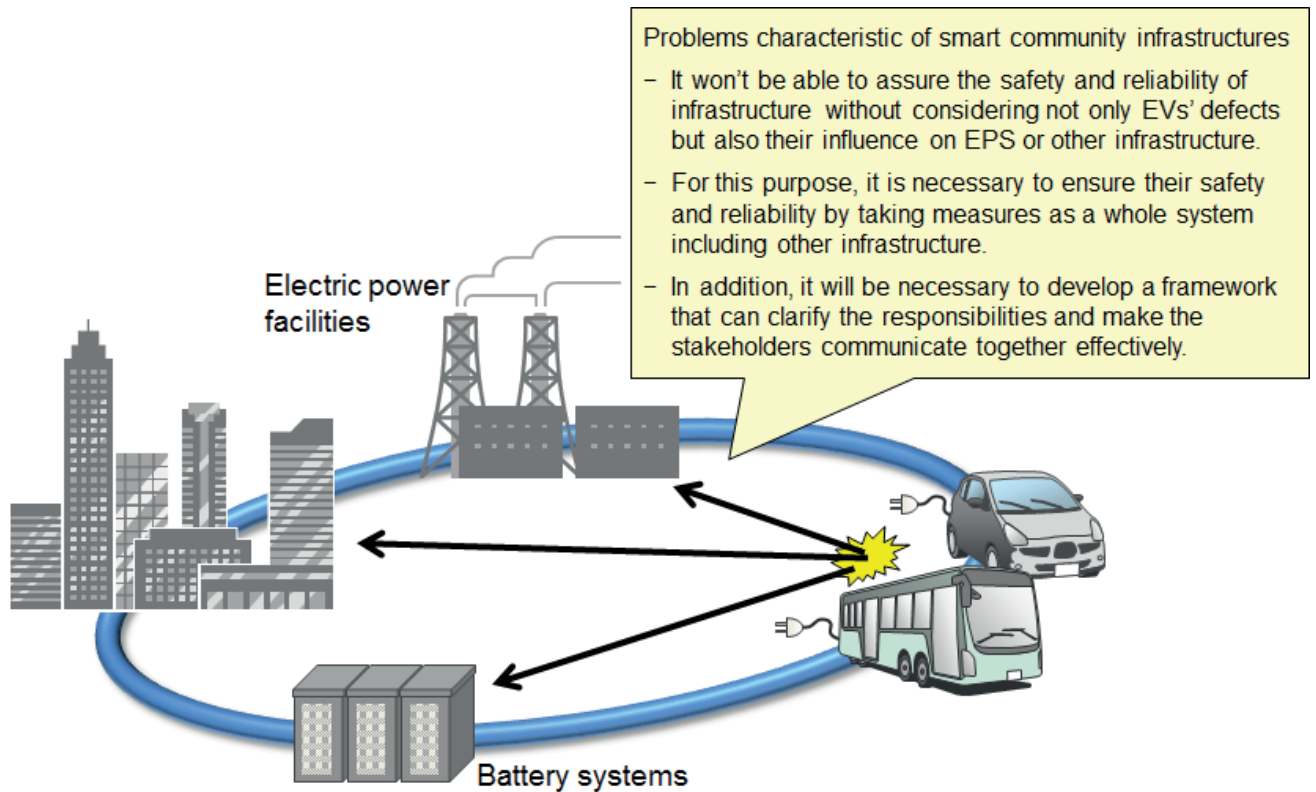 Problems characteristic of smart community infrastructures
− It won't be able to assure the safety and reliability of
infrastructure without considering not only EVs' defects
but also their influence on EPS or other infrastructure.
− For this purpose, it is necessary to ensure their safety
and reliability by taking measures as a whole system
including other infrastructure.
− In addition, it will be necessary to develop a framework
that can clarify the responsibilities and make the
stakeholders communicate together effectively.
Electric power
facilities
Battery systems